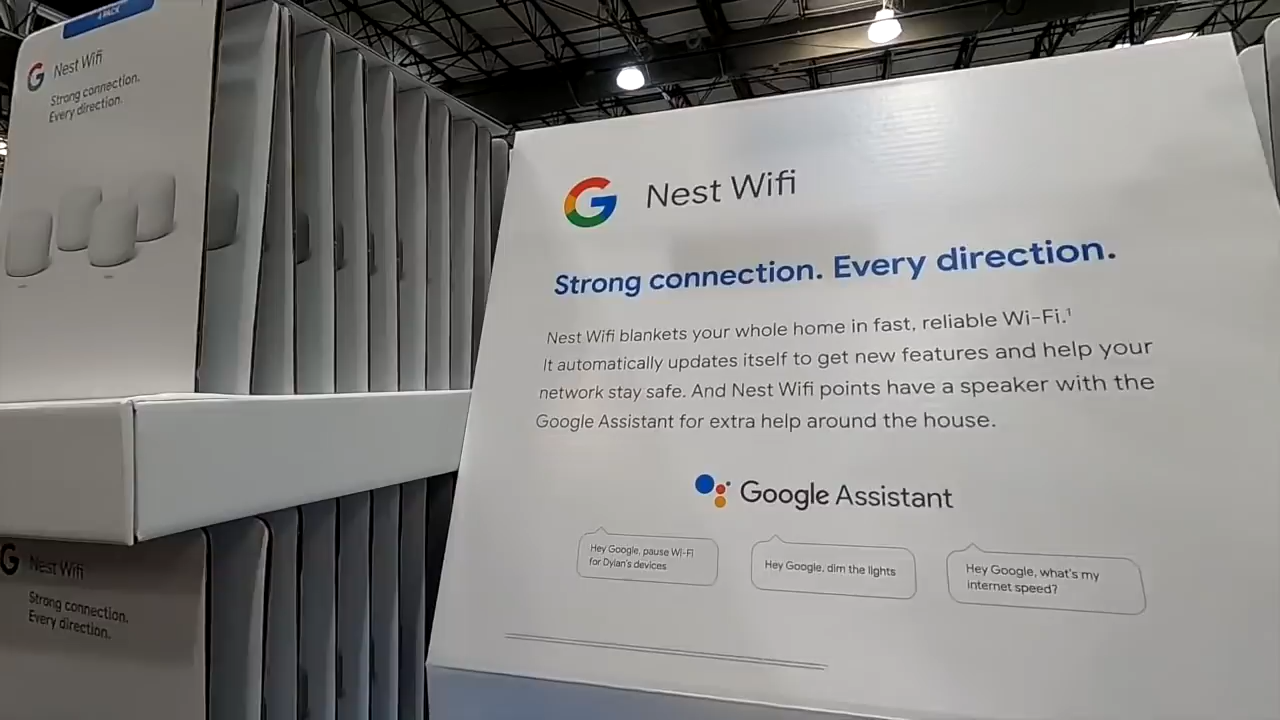 Nest Wifi
Strong connection.
Every direction.
G Nest Wifi
Strong connection.
Every direction.
G Nest Wifi
Strong connection. Every direction.
Nest Wifi blankets your whole home in fast, reliable Wi-Fi.¹
It automatically updates itself to get new features and help your
network stay safe. And Nest Wifi points have a speaker with the
Google Assistant for extra help around the house.
Google Assistant
Hey Google, pause Wi-Fi
for Dylan's devices
Hey Google, dim the lights
Hey Google, what's my
internet speed?